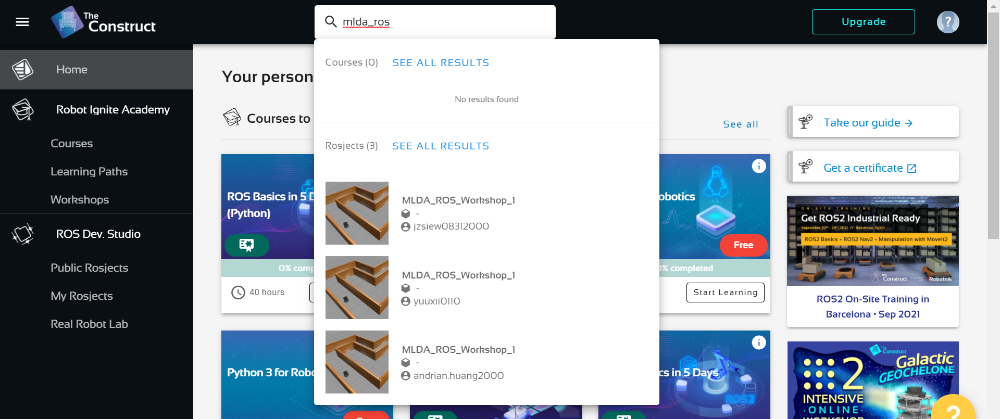 The
Construct
mlda_ros
Upgrade
?
Home
Robot Ignite Academy
Courses
Learning Paths
Workshops
ROS Dev. Studio
Public Rosjects
My Rosjects
Real Robot Lab
Your person
Courses to
See all
Courses (0) SEE ALL RESULTS
No results found
Rosjects (3) SEE ALL RESULTS
MLDA_ROS_Workshop_1
-
jzsiew08312000
MLDA_ROS_Workshop_1
-
yuuxii0110
MLDA_ROS_Workshop_1
-
andrian.huang2000
ROS Basics in 5 D
(Python)
0% comp
40 hours
obotics
Free
0% completed
Start Learning
Python 3 for Robo
cs in 5 Days
ROS2
Take our guide →
Get a certificate
ON-SITE TRAINING
Get ROS2 Industrial Ready
September 20th - 24th, 2021 // Barcelona, Spain
ROS2 Basics + ROS2 Nav2 + Manipulation with MoveIt2
The
Construct
Robotnik
ROS2 On-Site Training in
Barcelona • Sep 2021
The
Construct
Galactic
GEOCHELONE
2
INTENSIVE
ONLINE
WORKSHOP
?